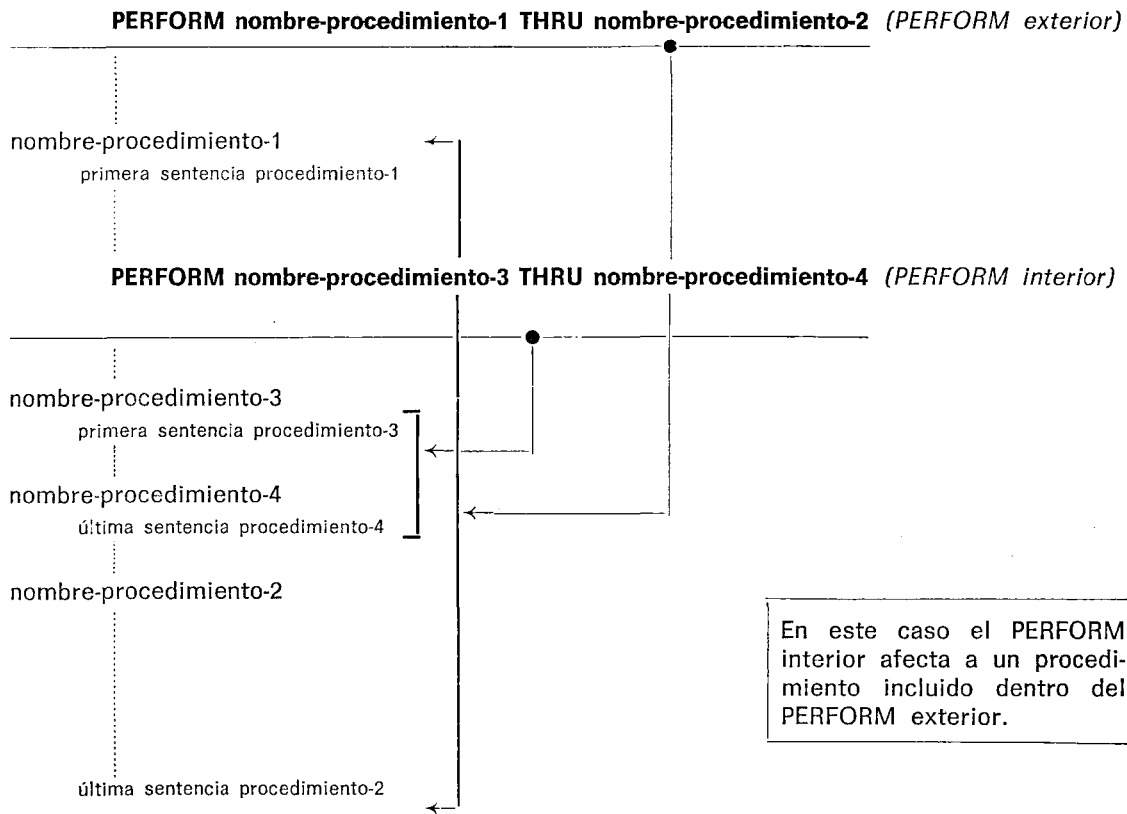 PERFORM nombre-procedimiento-1 THRU nombre-procedimiento-2 (PERFORM exterior)
nombre-procedimiento-1
primera sentencia procedimiento-1
PERFORM nombre-procedimiento-3 THRU nombre-procedimiento-4 (PERFORM interior)
nombre-procedimiento-3
primera sentencia procedimiento-3
nombre-procedimiento-4
última sentencia procedimiento-4
nombre-procedimiento-2
En este caso el PERFORM
interior afecta a un procedi-
miento incluido dentro del
PERFORM exterior.
última sentencia procedimiento-2